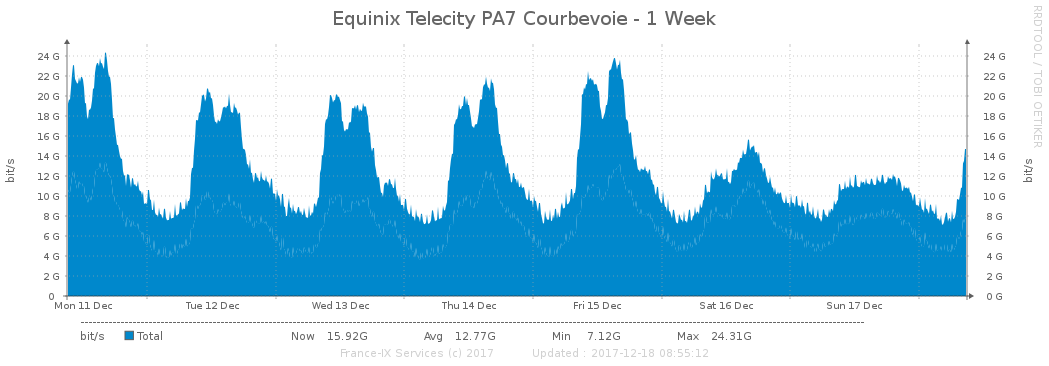 Equinix Telecity PA7 Courbevoie - 1 Week
RRDTOOL / TOBI OETIKER
bit/s
24 G 24 G
22 G 22 G
20 G 20 G
18 G 18 G
16 G 16 G
14 G 14 G
12 G 12 G
10 G 10 G
8 G 8 G
6 G 6 G
4 G 4 G
2 G 2 G
0 0 G
bit/s
Mon 11 Dec Tue 12 Dec Wed 13 Dec Thu 14 Dec Fri 15 Dec Sat 16 Dec Sun 17 Dec
bit/s Total Now 15.92G Avg 12.77G Min 7.12G Max 24.31G
France-IX Services (c) 2017 Updated : 2017-12-18 08:55:12